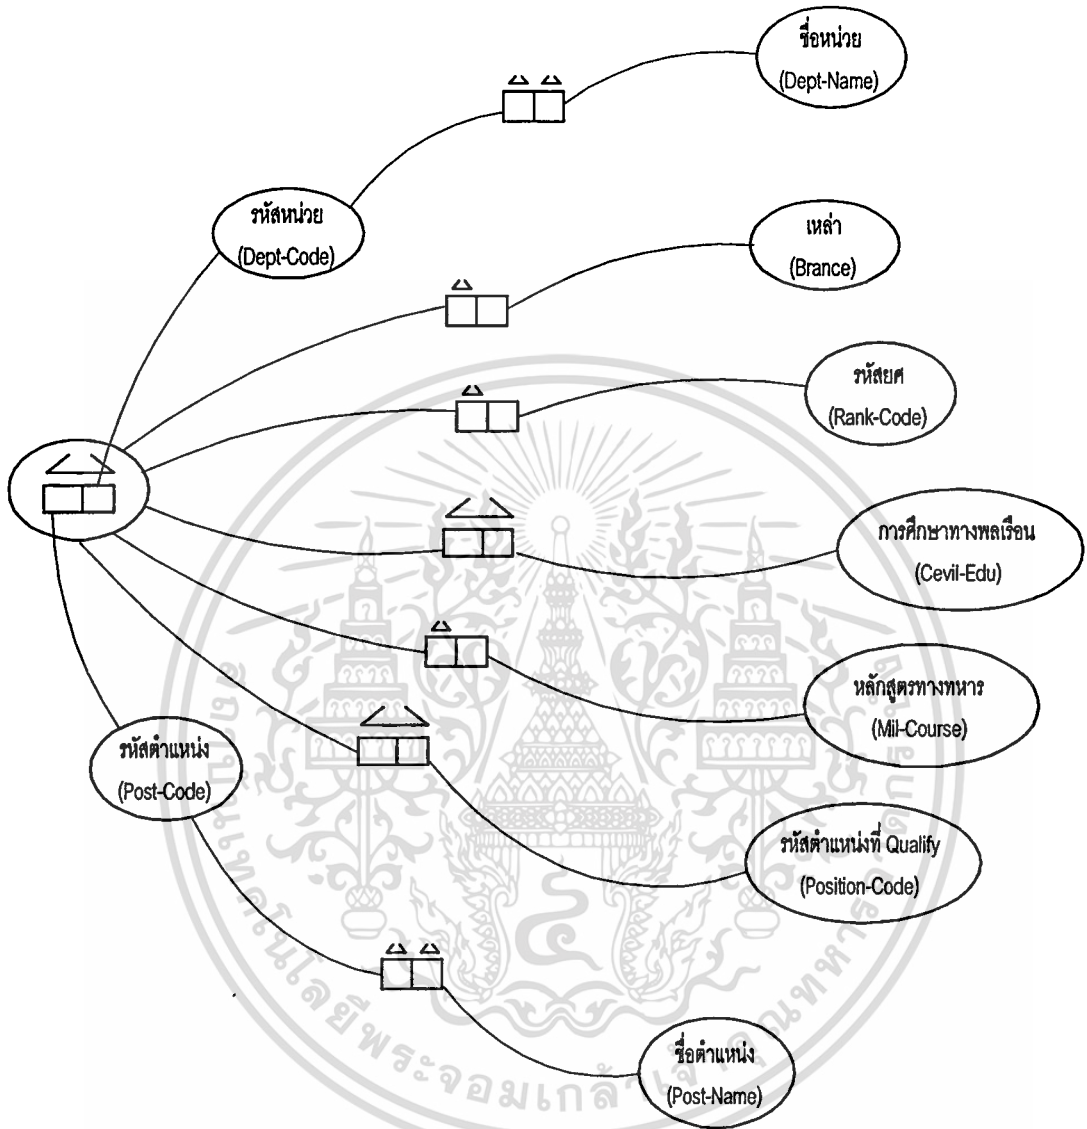 ชื่อหน่วย
(Dept-Name)
รหัสหน่วย
(Dept-Code)
เหล่า
(Brance)
รหัสยศ
(Rank-Code)
การศึกษาทางพลเรือน
(Cevil-Edu)
หลักสูตรทางทหาร
(Mil-Course)
รหัสตำแหน่ง
(Post-Code)
รหัสตำแหน่งที่ Qualify
(Position-Code)
ชื่อตำแหน่ง
(Post-Name)